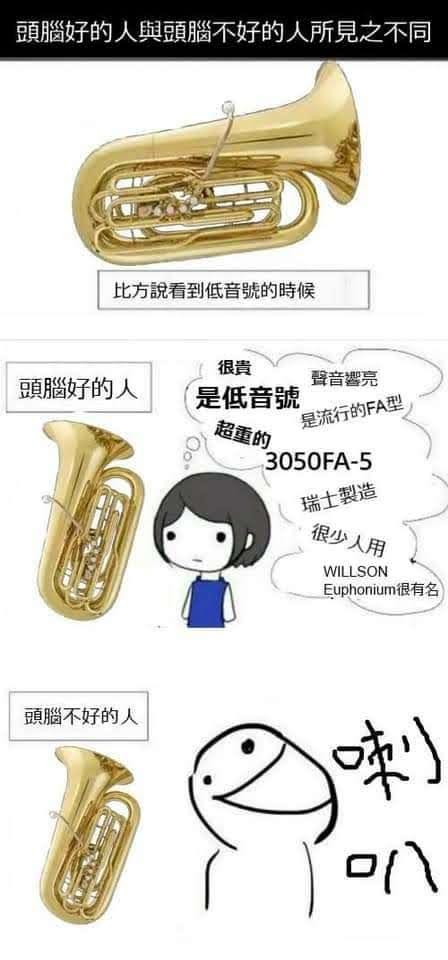 頭腦好的人與頭腦不好的人所見之不同
比方說看到低音號的時候
頭腦好的人
很貴
聲音響亮
是低音號
是流行的FA型
超重的
3050FA-5
瑞士製造
很少人用
WILLSON
Euphonium很有名
頭腦不好的人
喇
叭